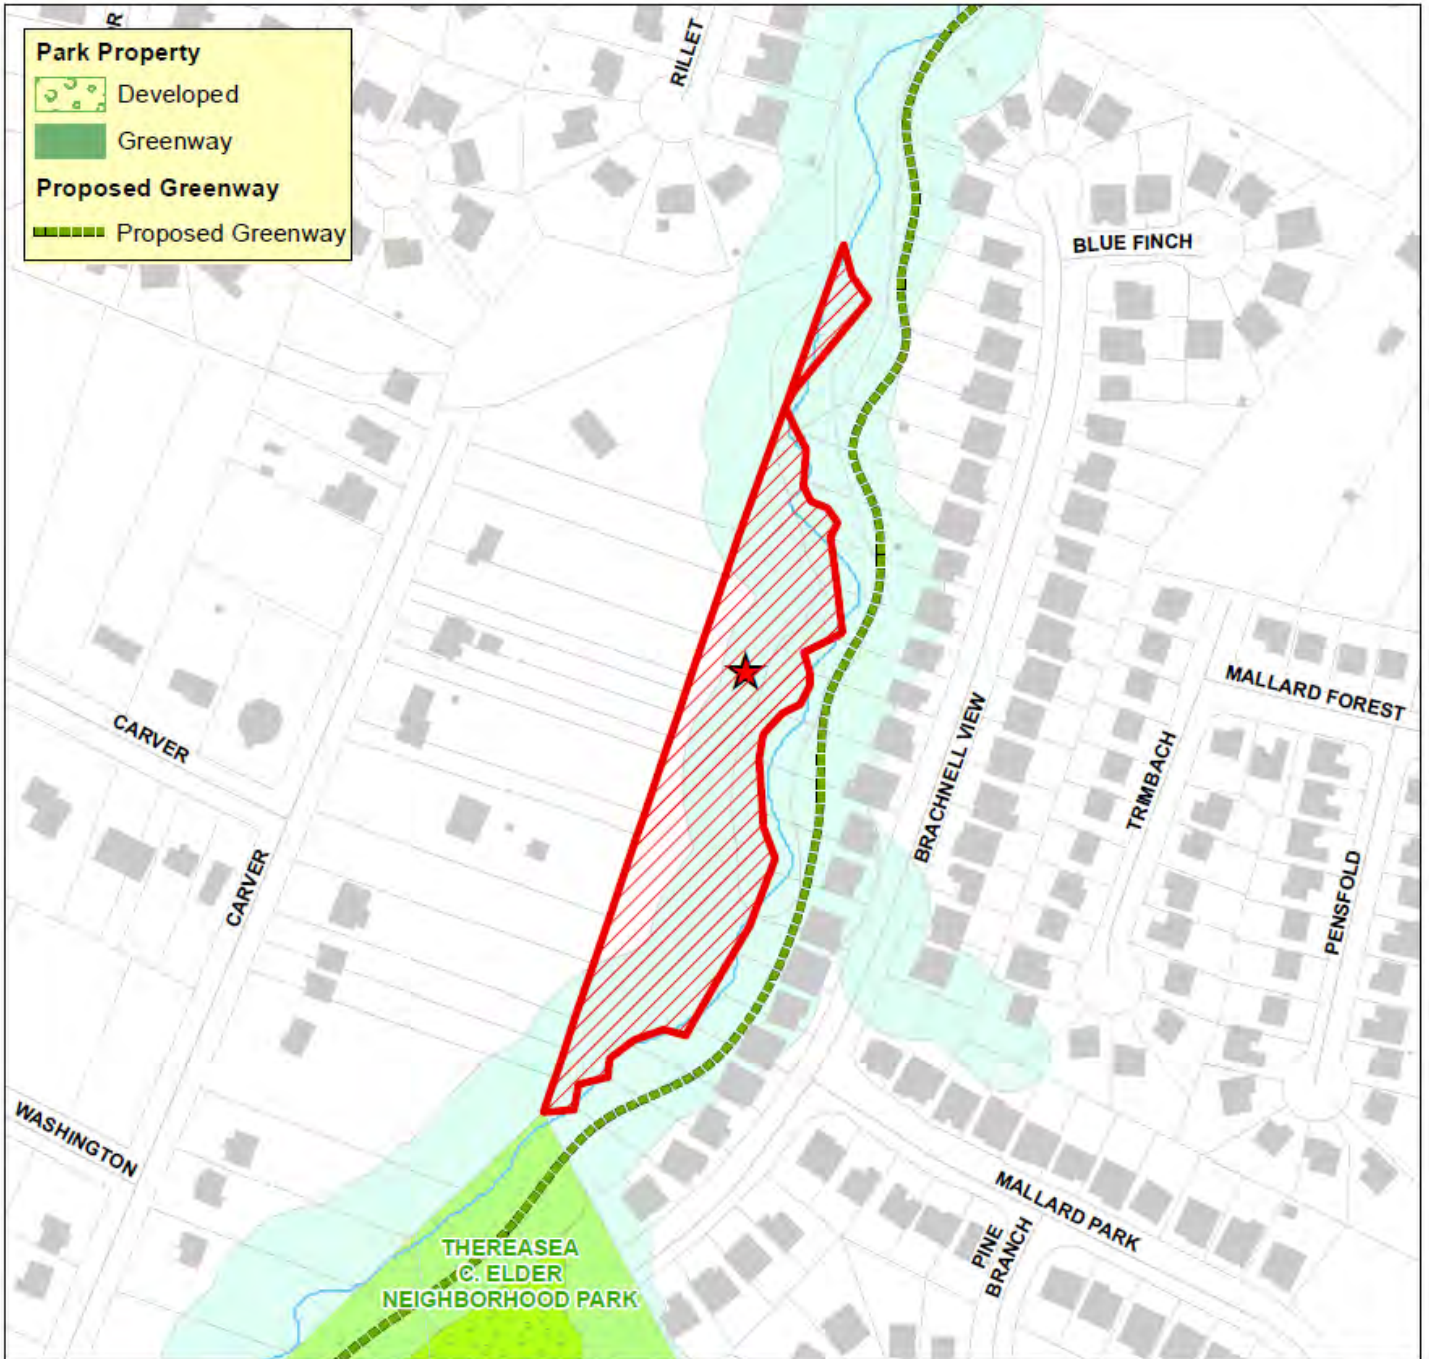 Park Property
Developed
Greenway
Proposed Greenway
Proposed Greenway
RILLET
BLUE FINCH
MALLARD FOREST
BRACHNELL VIEW
TRIMBACH
PENSFOLD
CARVER
CARVER
WASHINGTON
MALLARD PARK
PINE
BRANCH
THEREASEA
C. ELDER
NEIGHBORHOOD PARK